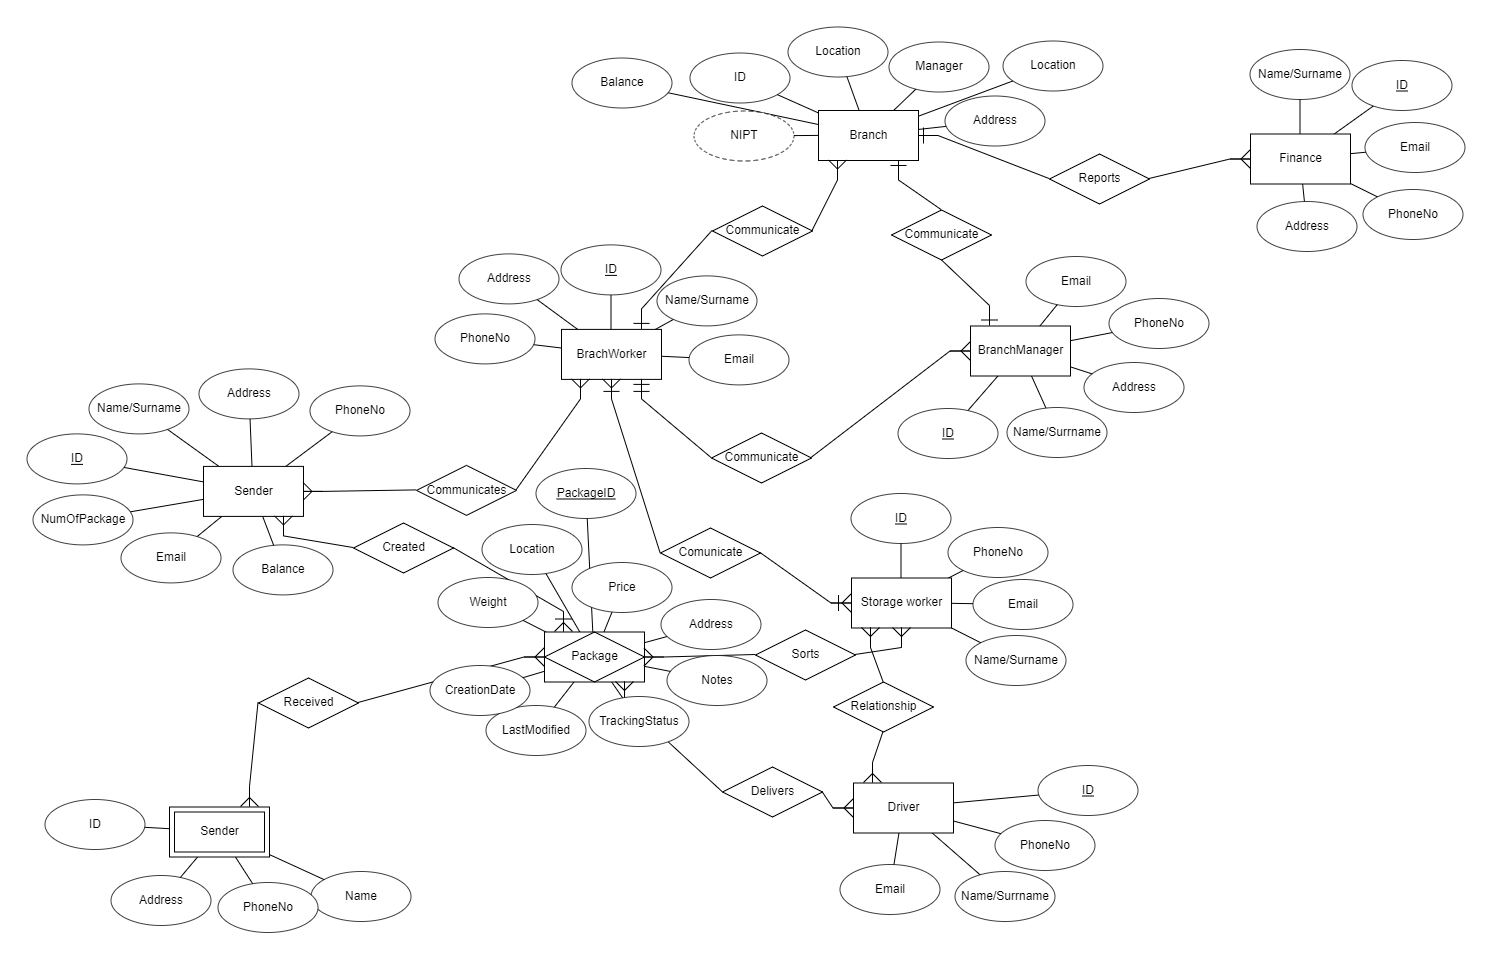 Location
Manager
Location
Balance
ID
Address
NIPT
Branch
Name/Surname
ID
Finance
Email
PhoneNo
Address
Reports
Communicate
Communicate
Address
ID
Name/Surname
PhoneNo
BrachWorker
Email
Email
PhoneNo
BranchManager
Address
ID
Name/Surrname
Communicate
Name/Surname
Address
PhoneNo
ID
Sender
NumOfPackage
Email
Balance
Communicates
Created
PackageID
Location
Price
Weight
Address
Package
Notes
CreationDate
LastModified
TrackingStatus
Comunicate
ID
PhoneNo
Storage worker
Email
Name/Surname
Sorts
Relationship
Received
Delivers
Driver
ID
PhoneNo
Name/Surrname
Email
Sender
ID
Address
PhoneNo
Name